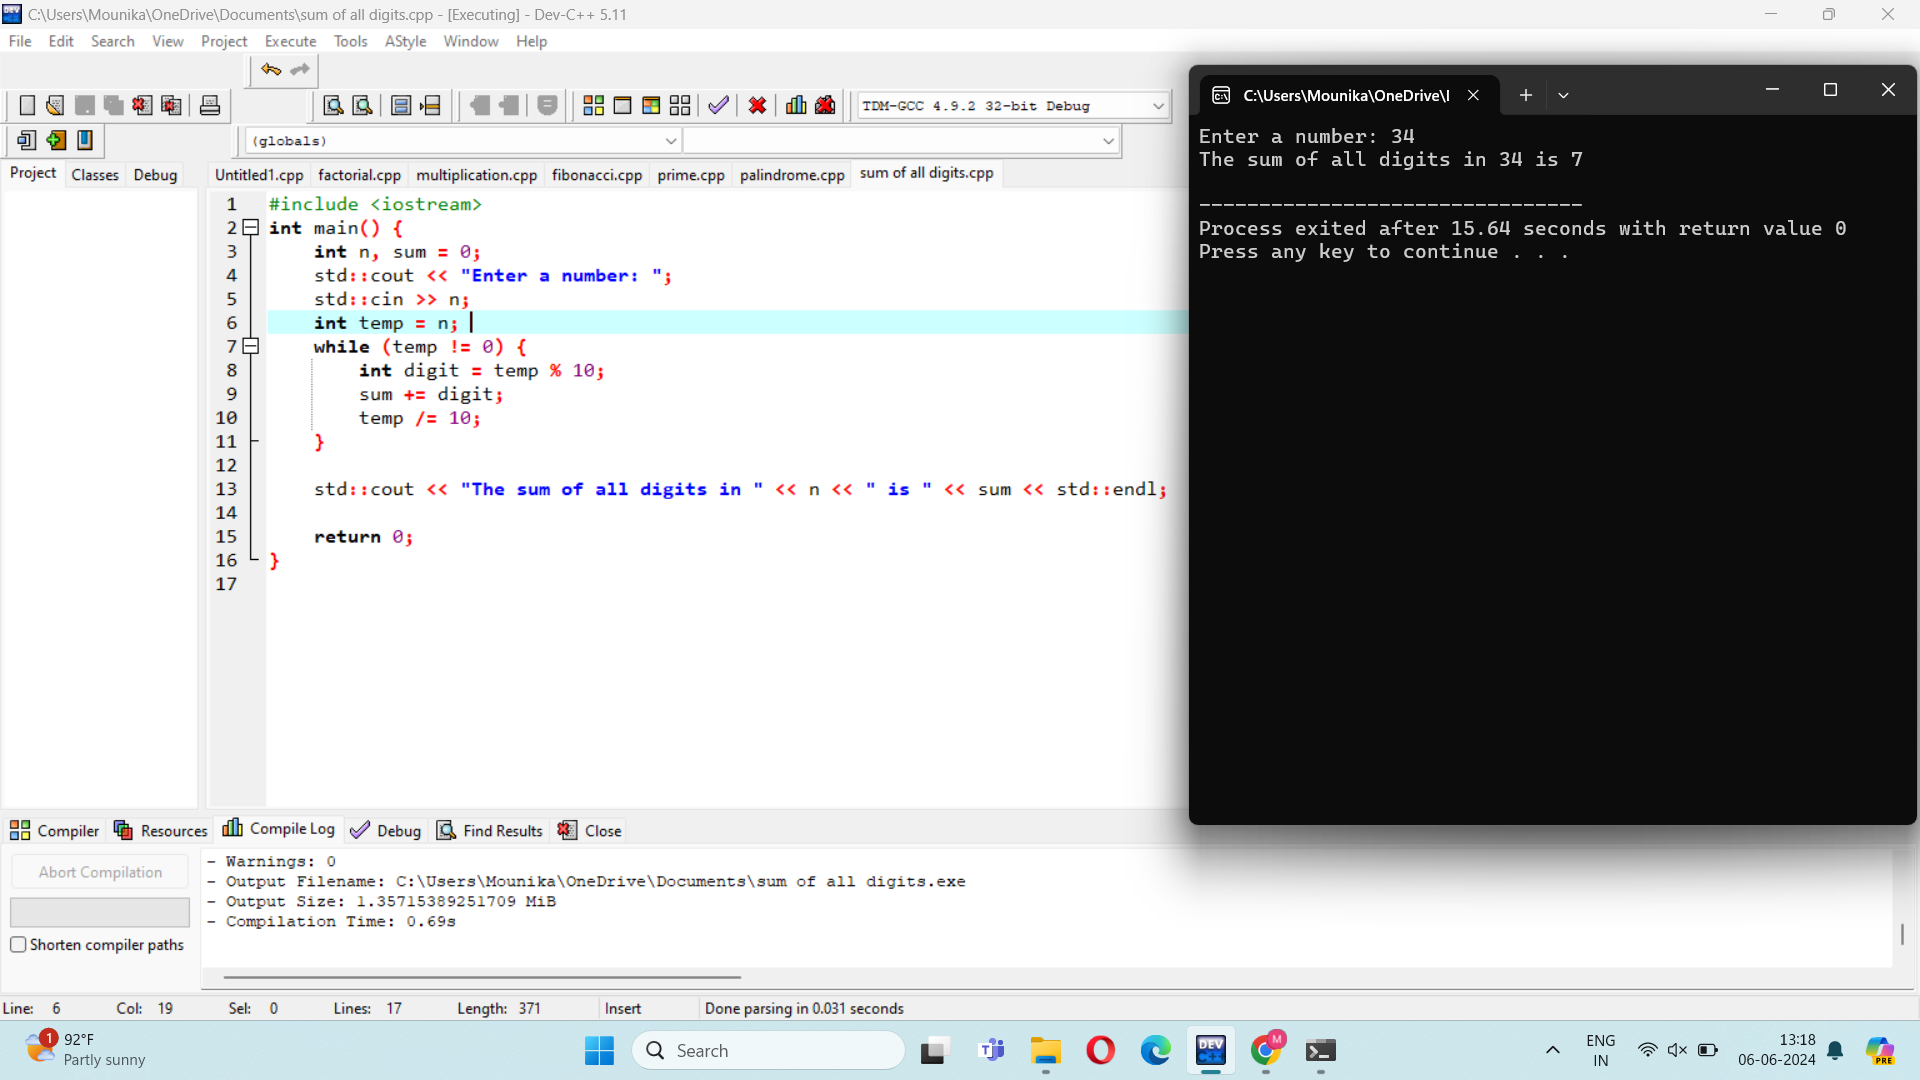 C:\Users\Mounika\OneDrive\Documents\sum of all digits.cpp - [Executing] - Dev-C++ 5.11
File Edit Search View Project Execute Tools AStyle Window Help
TDM-GCC 4.9.2 32-bit Debug
(globals)
Project Classes Debug
Untitled1.cpp factorial.cpp multiplication.cpp fibonacci.cpp prime.cpp palindrome.cpp sum of all digits.cpp
1 #include <iostream>
2 int main() {
3 int n, sum = 0;
4 std::cout << "Enter a number: ";
5 std::cin >> n;
6 int temp = n;
7 while (temp != 0) {
8 int digit = temp % 10;
9 sum += digit;
10 temp /= 10;
11 }
12
13 std::cout << "The sum of all digits in " << n << " is " << sum << std::endl;
14
15 return 0;
16 }
17
C:\Users\Mounika\OneDrive\
Enter a number: 34
The sum of all digits in 34 is 7
--------------------------------
Process exited after 15.64 seconds with return value 0
Press any key to continue . . .
Compiler Resources Compile Log Debug Find Results Close
Abort Compilation
Shorten compiler paths
- Warnings: 0
- Output Filename: C:\Users\Mounika\OneDrive\Documents\sum of all digits.exe
- Output Size: 1.35715389251709 MiB
- Compilation Time: 0.69s
Line: 6 Col: 19 Sel: 0 Lines: 17 Length: 371 Insert Done parsing in 0.031 seconds
1
92°F
Partly sunny
Search
DEV
C++
M
ENG
IN
13:18
06-06-2024
PRE